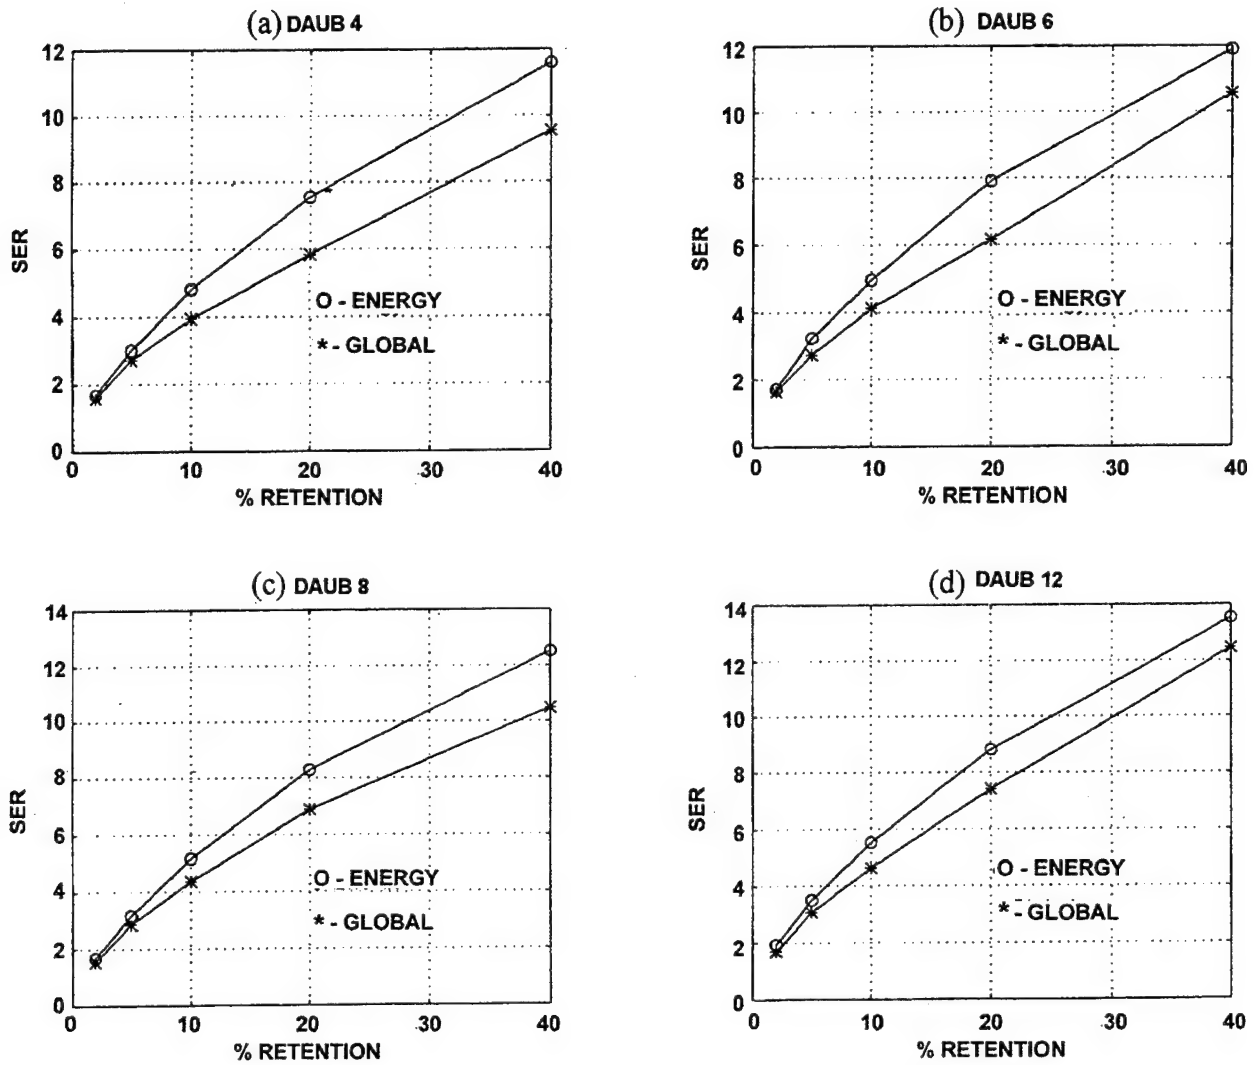 (a) DAUB 4
12
10
8
6
4
2
0
SER
O - ENERGY
* - GLOBAL
0 10 20 30 40
% RETENTION
(b) DAUB 6
12
10
8
6
4
2
0
SER
O - ENERGY
* - GLOBAL
0 10 20 30 40
% RETENTION
(c) DAUB 8
14
12
10
8
6
4
2
0
SER
O - ENERGY
* - GLOBAL
0 10 20 30 40
% RETENTION
(d) DAUB 12
14
12
10
8
6
4
2
0
SER
O - ENERGY
* - GLOBAL
0 10 20 30 40
% RETENTION